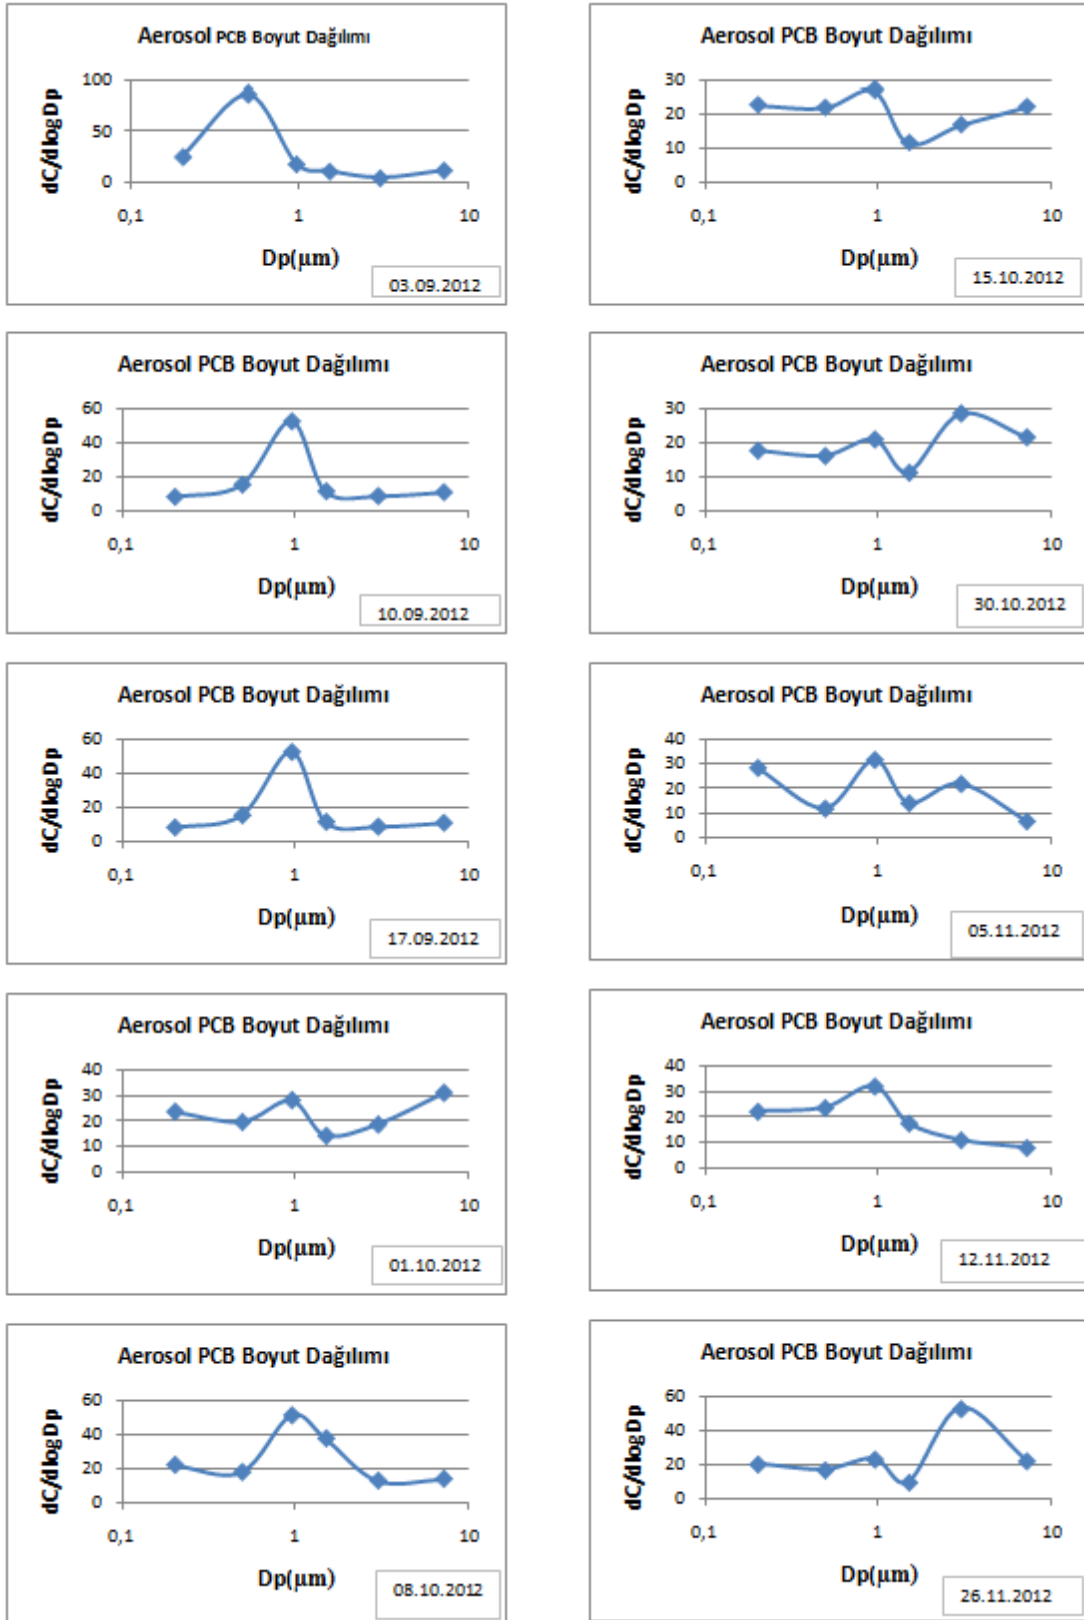 Aerosol PCB Boyut Dağılımı
dC/dlogDp
100
50
0
0,1
1
10
Dp(µm)
03.09.2012
Aerosol PCB Boyut Dağılımı
dC/dlogDp
30
20
10
0
0,1
1
10
Dp(µm)
15.10.2012
Aerosol PCB Boyut Dağılımı
dC/dlogDp
60
40
20
0
0,1
1
10
Dp(µm)
10.09.2012
Aerosol PCB Boyut Dağılımı
dC/dlogDp
30
20
10
0
0,1
1
10
Dp(µm)
30.10.2012
Aerosol PCB Boyut Dağılımı
dC/dlogDp
60
40
20
0
0,1
1
10
Dp(µm)
17.09.2012
Aerosol PCB Boyut Dağılımı
dC/dlogDp
40
30
20
10
0
0,1
1
10
Dp(µm)
05.11.2012
Aerosol PCB Boyut Dağılımı
dC/dlogDp
40
30
20
10
0
0,1
1
10
Dp(µm)
01.10.2012
Aerosol PCB Boyut Dağılımı
dC/dlogDp
40
30
20
10
0
0,1
1
10
Dp(µm)
12.11.2012
Aerosol PCB Boyut Dağılımı
dC/dlogDp
60
40
20
0
0,1
1
10
Dp(µm)
08.10.2012
Aerosol PCB Boyut Dağılımı
dC/dlogDp
60
40
20
0
0,1
1
10
Dp(µm)
26.11.2012